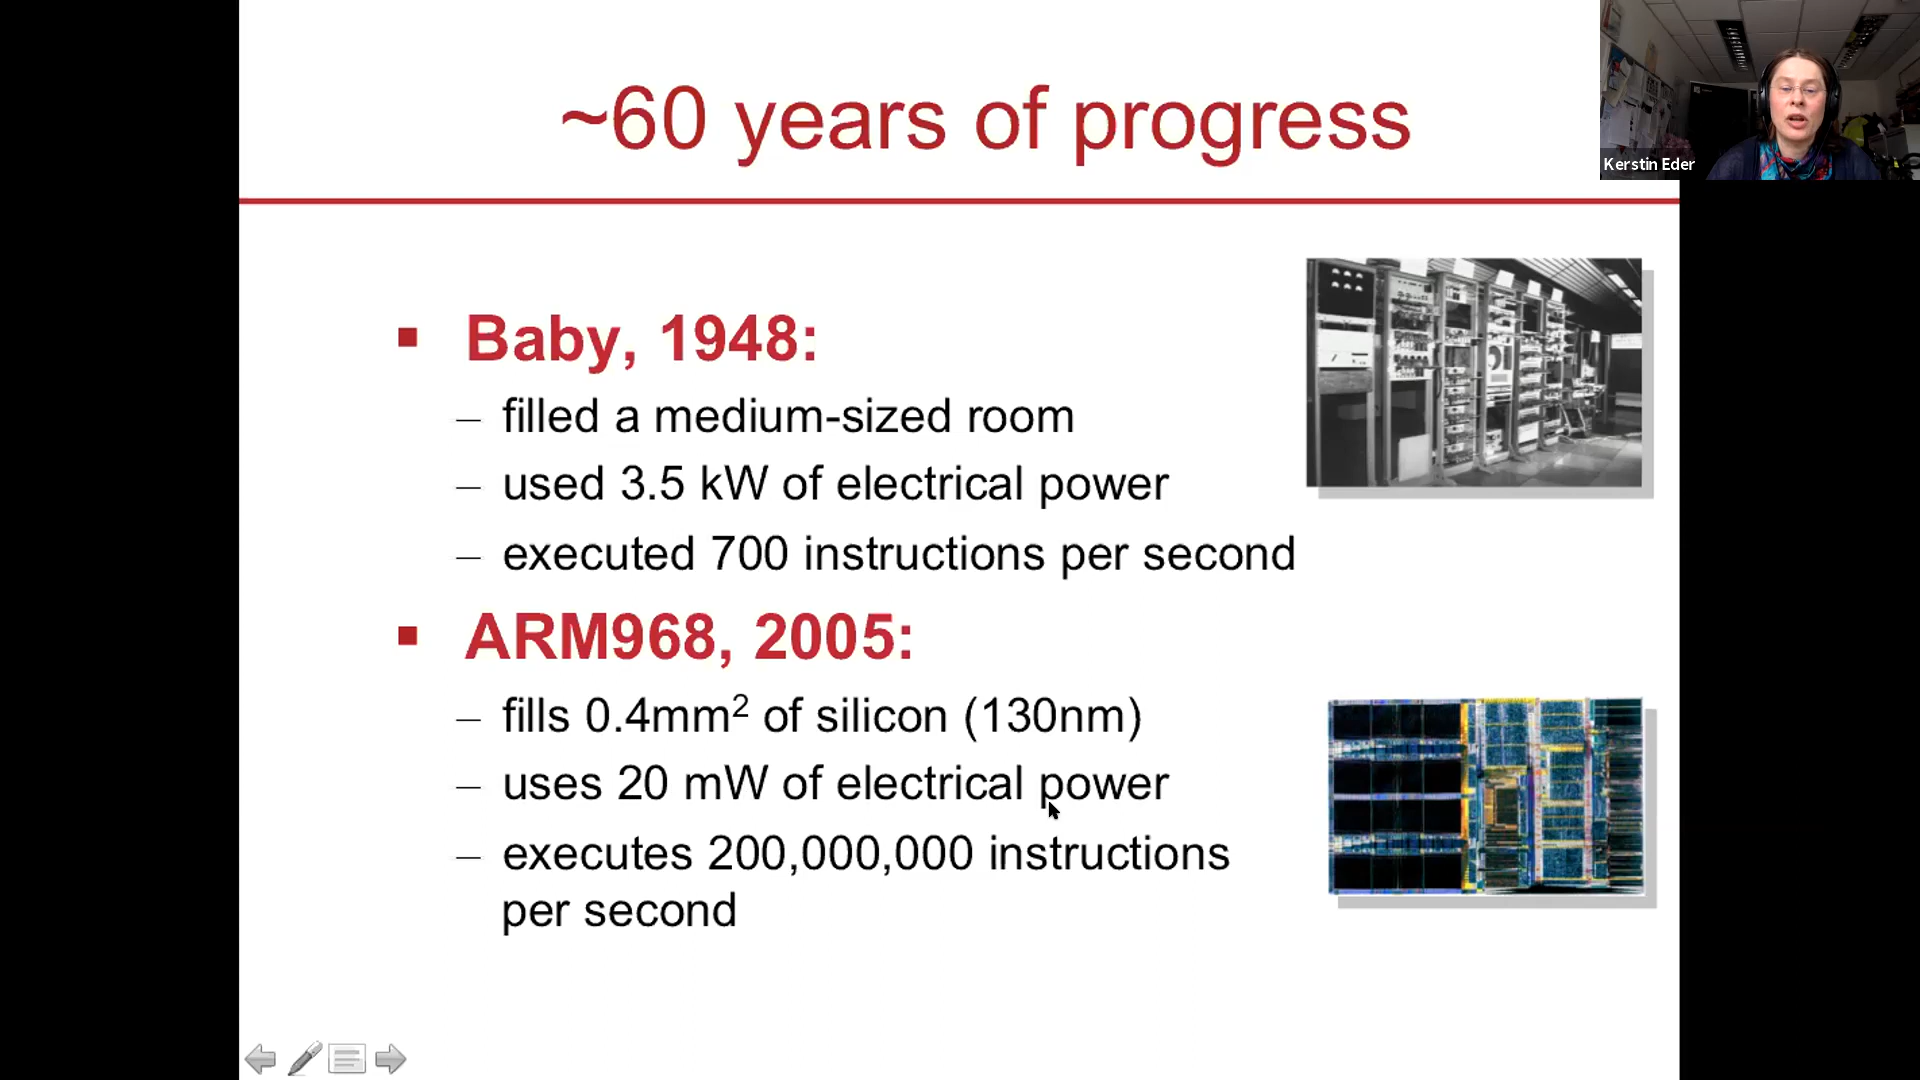 ~60 years of progress
Kerstin Eder
▪ Baby, 1948:
– filled a medium-sized room
– used 3.5 kW of electrical power
– executed 700 instructions per second
▪ ARM968, 2005:
– fills 0.4mm² of silicon (130nm)
– uses 20 mW of electrical power
– executes 200,000,000 instructions
per second